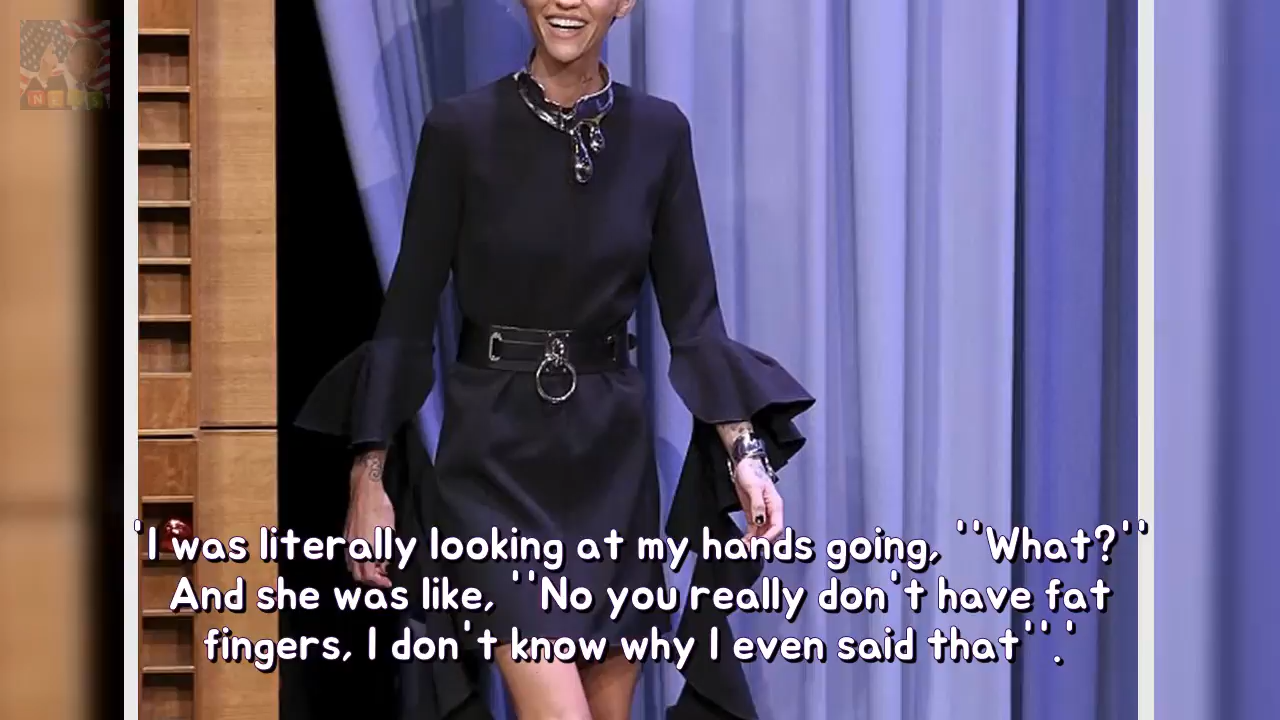 NEWS
'I was literally looking at my hands going, ''What?''
And she was like, ''No you really don't have fat
fingers, I don't know why I even said that''.'